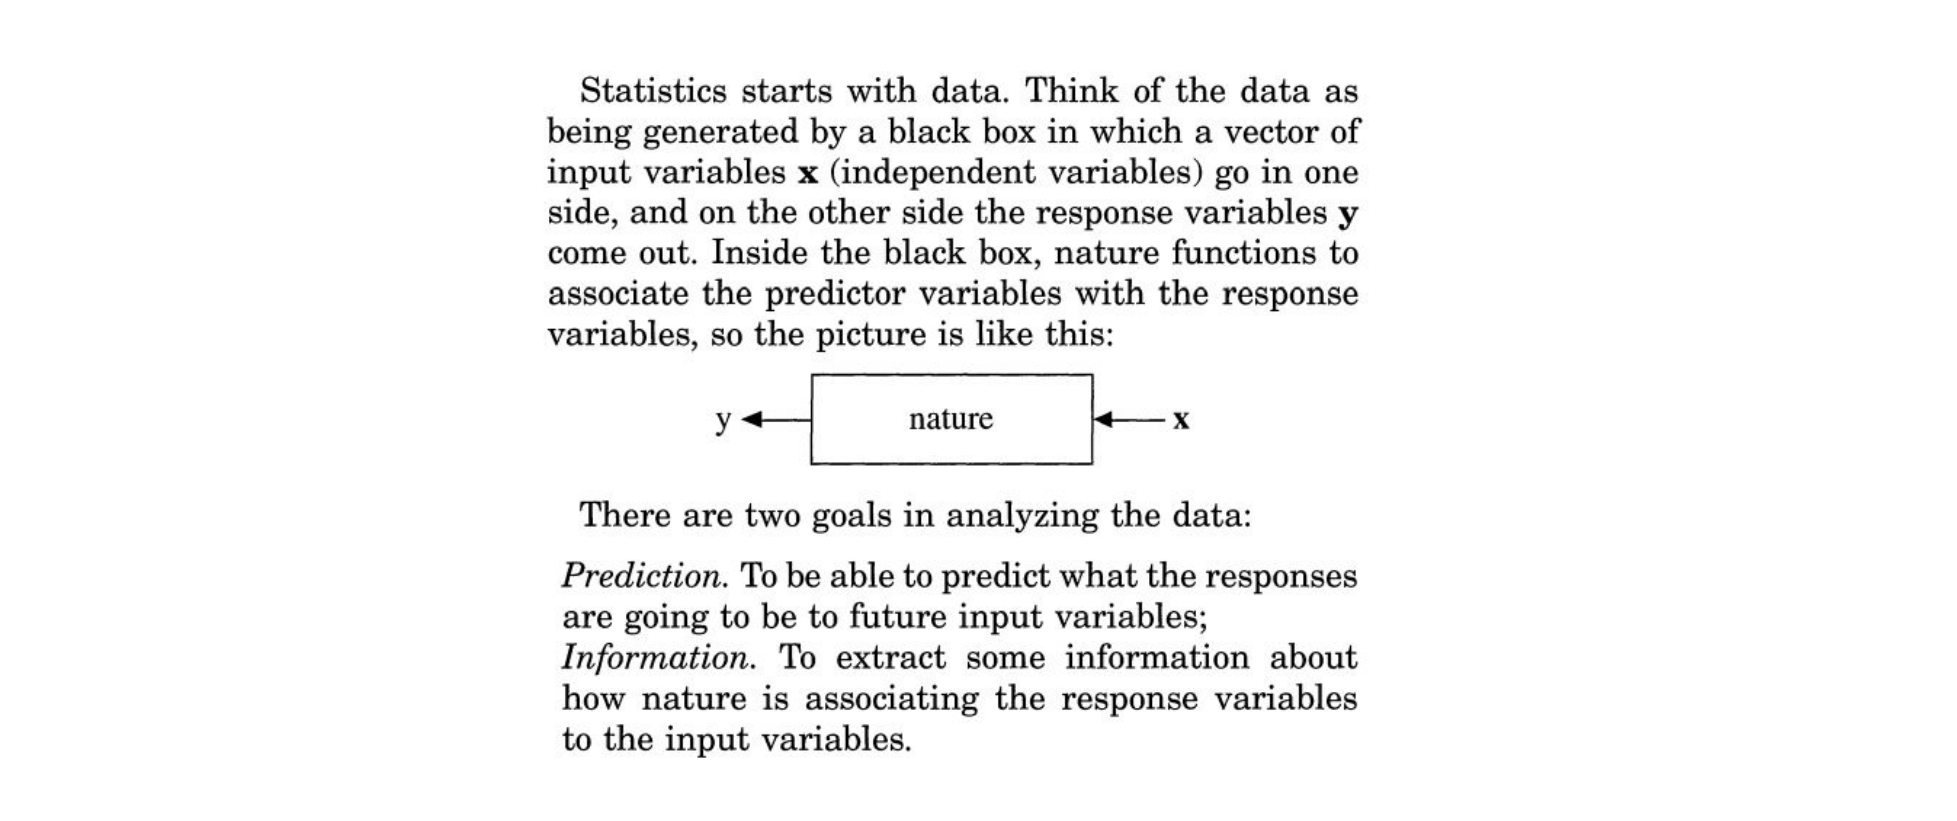 Statistics starts with data. Think of the data as
being generated by a black box in which a vector of
input variables x (independent variables) go in one
side, and on the other side the response variables y
come out. Inside the black box, nature functions to
associate the predictor variables with the response
variables, so the picture is like this:
y nature x
There are two goals in analyzing the data:
Prediction. To be able to predict what the responses
are going to be to future input variables;
Information. To extract some information about
how nature is associating the response variables
to the input variables.